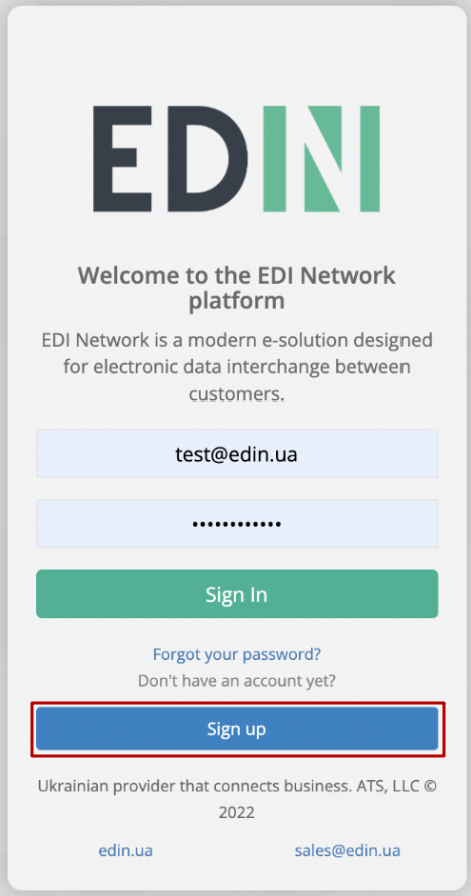 EDIN
Welcome to the EDI Network
platform
EDI Network is a modern e-solution designed
for electronic data interchange between
customers.
test@edin.ua
••••••••••••
Sign In
Forgot your password?
Don't have an account yet?
Sign up
Ukrainian provider that connects business. ATS, LLC ©
2022
edin.ua sales@edin.ua